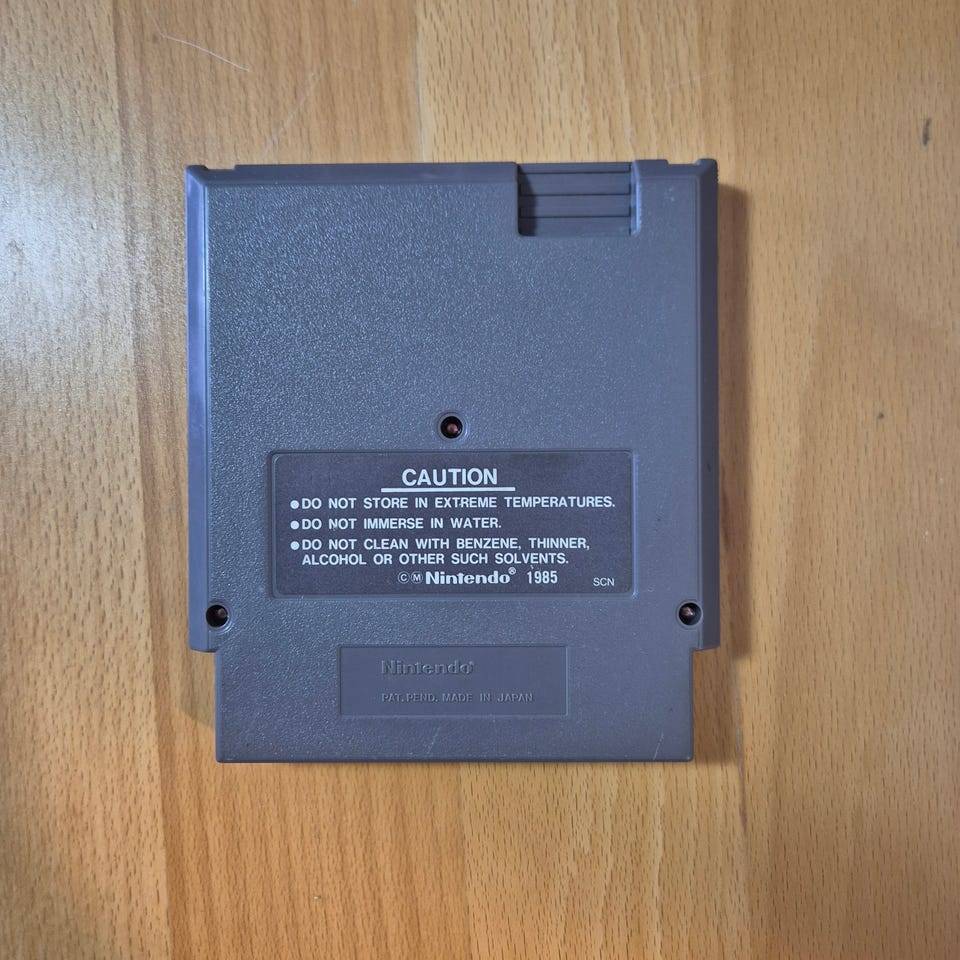 CAUTION
●DO NOT STORE IN EXTREME TEMPERATURES.
●DO NOT IMMERSE IN WATER.
●DO NOT CLEAN WITH BENZENE, THINNER,
ALCOHOL OR OTHER SUCH SOLVENTS.
©Ⓜ Nintendo® 1985 SCN
Nintendo®
PAT. PEND. MADE IN JAPAN